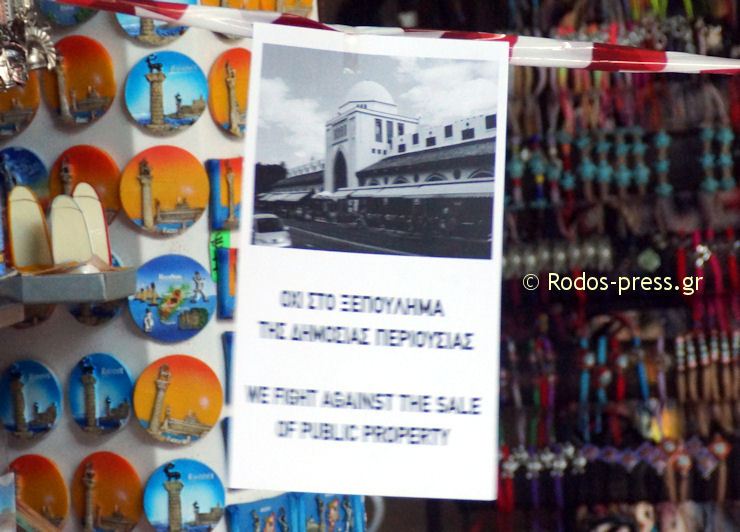 ΟΧΙ ΣΤΟ ΞΕΠΟΥΛΗΜΑ
ΤΗΣ ΔΗΜΟΣΙΑΣ ΠΕΡΙΟΥΣΙΑΣ
WE FIGHT AGAINST THE SALE
OF PUBLIC PROPERTY
© Rodos-press.gr